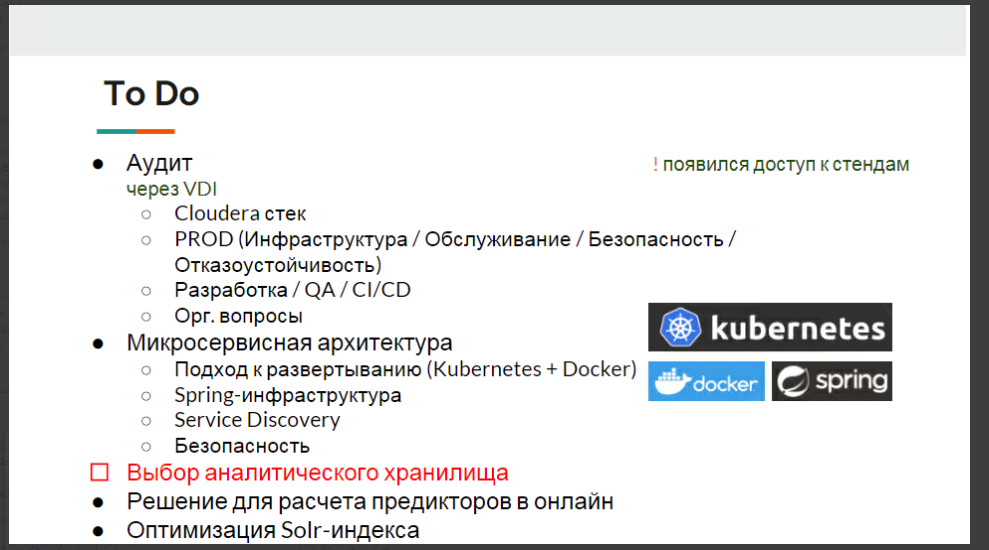 To Do
● Аудит
! появился доступ к стендам
через VDI
○ Cloudera стек
○ PROD (Инфраструктура / Обслуживание / Безопасность /
Отказоустойчивость)
○ Разработка / QA / CI/CD
○ Орг. вопросы
● Микросервисная архитектура
○ Подход к развертыванию (Kubernetes + Docker)
○ Spring-инфраструктура
○ Service Discovery
○ Безопасность
kubernetes
docker
spring
☐ Выбор аналитического хранилища
● Решение для расчета предикторов в онлайн
● Оптимизация Solr-индекса